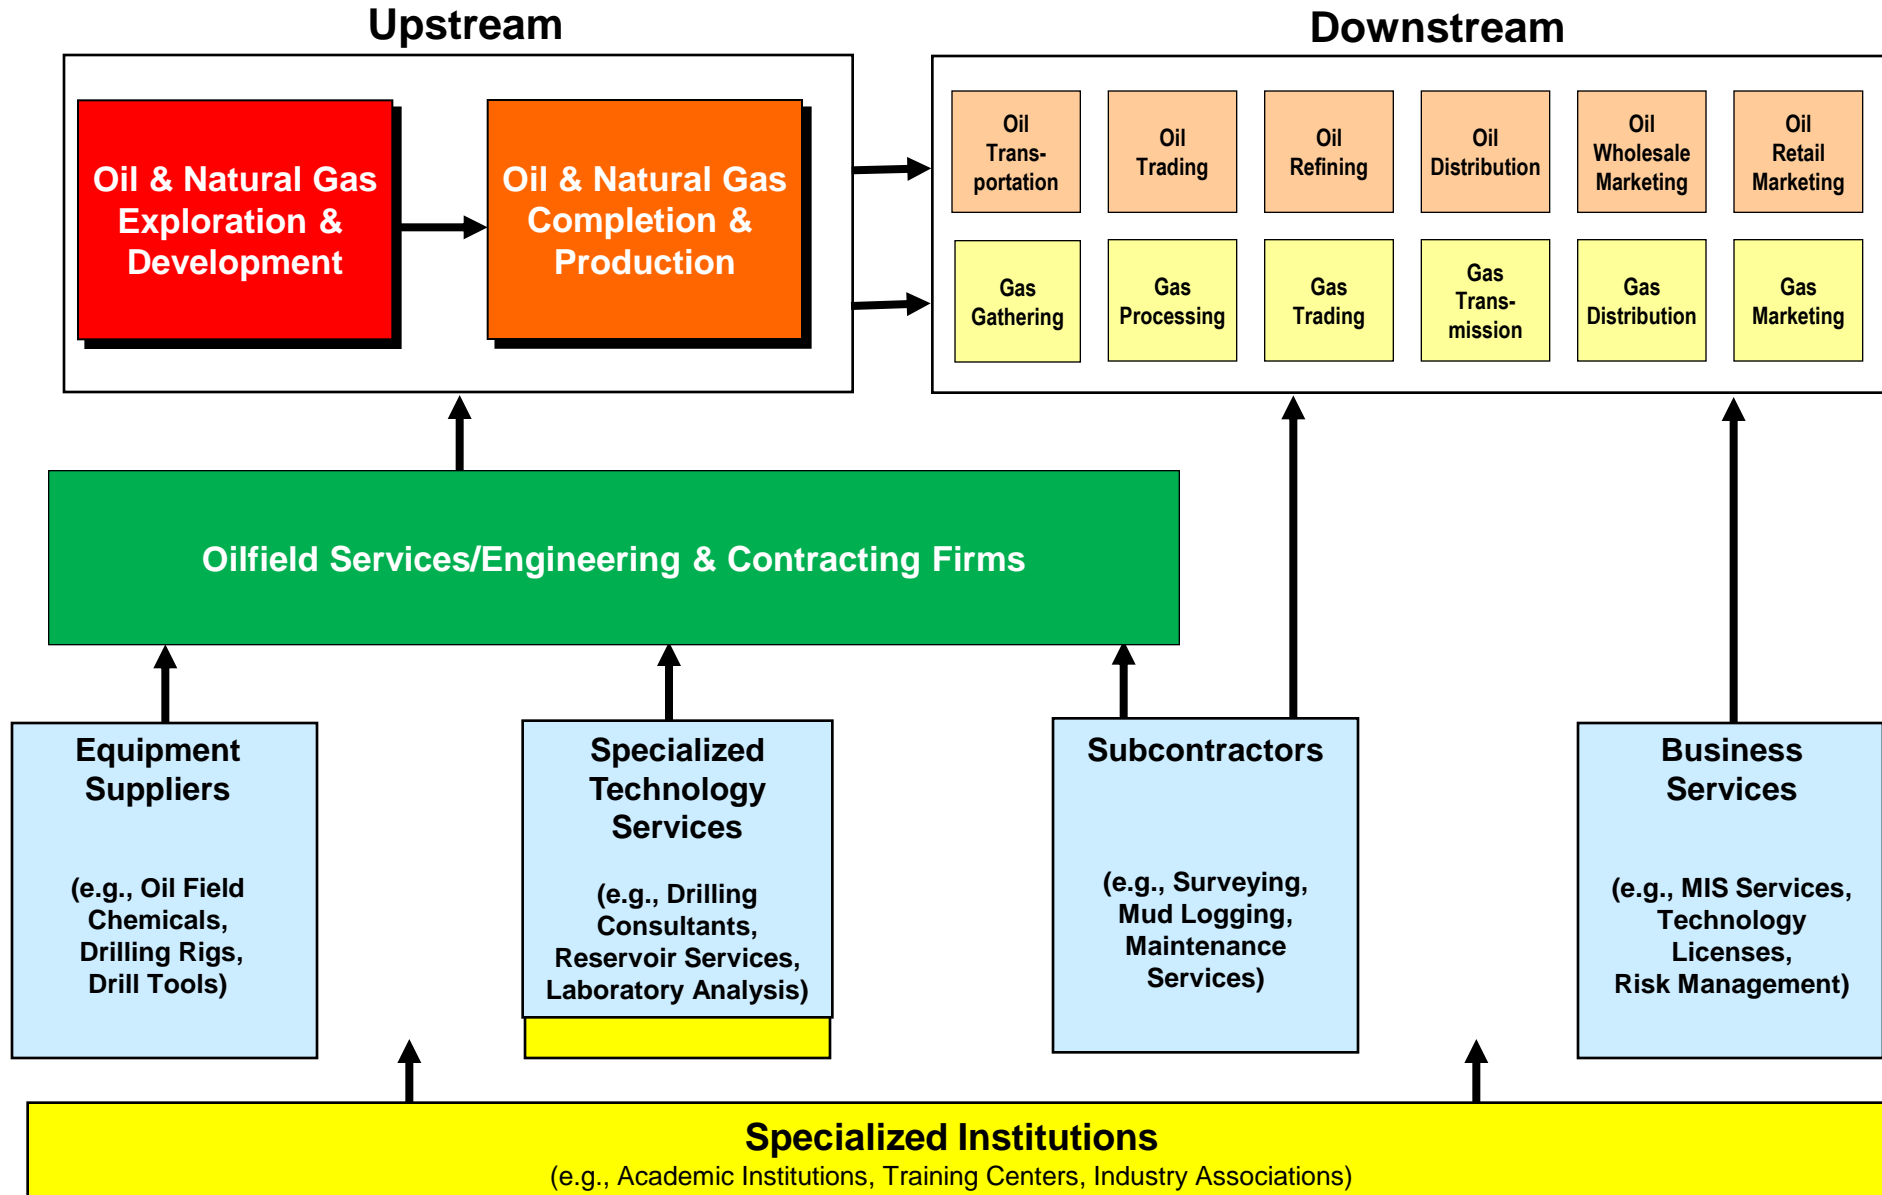 Upstream
Downstream
Oil & Natural Gas
Exploration &
Development
Oil & Natural Gas
Completion &
Production
Oil
Trans-
portation
Oil
Trading
Oil
Refining
Oil
Distribution
Oil
Wholesale
Marketing
Oil
Retail
Marketing
Gas
Gathering
Gas
Processing
Gas
Trading
Gas
Trans-
mission
Gas
Distribution
Gas
Marketing
Oilfield Services/Engineering & Contracting Firms
Equipment
Suppliers
(e.g., Oil Field
Chemicals,
Drilling Rigs,
Drill Tools)
Specialized
Technology
Services
(e.g., Drilling
Consultants,
Reservoir Services,
Laboratory Analysis)
Subcontractors
(e.g., Surveying,
Mud Logging,
Maintenance
Services)
Business
Services
(e.g., MIS Services,
Technology
Licenses,
Risk Management)
Specialized Institutions
(e.g., Academic Institutions, Training Centers, Industry Associations)